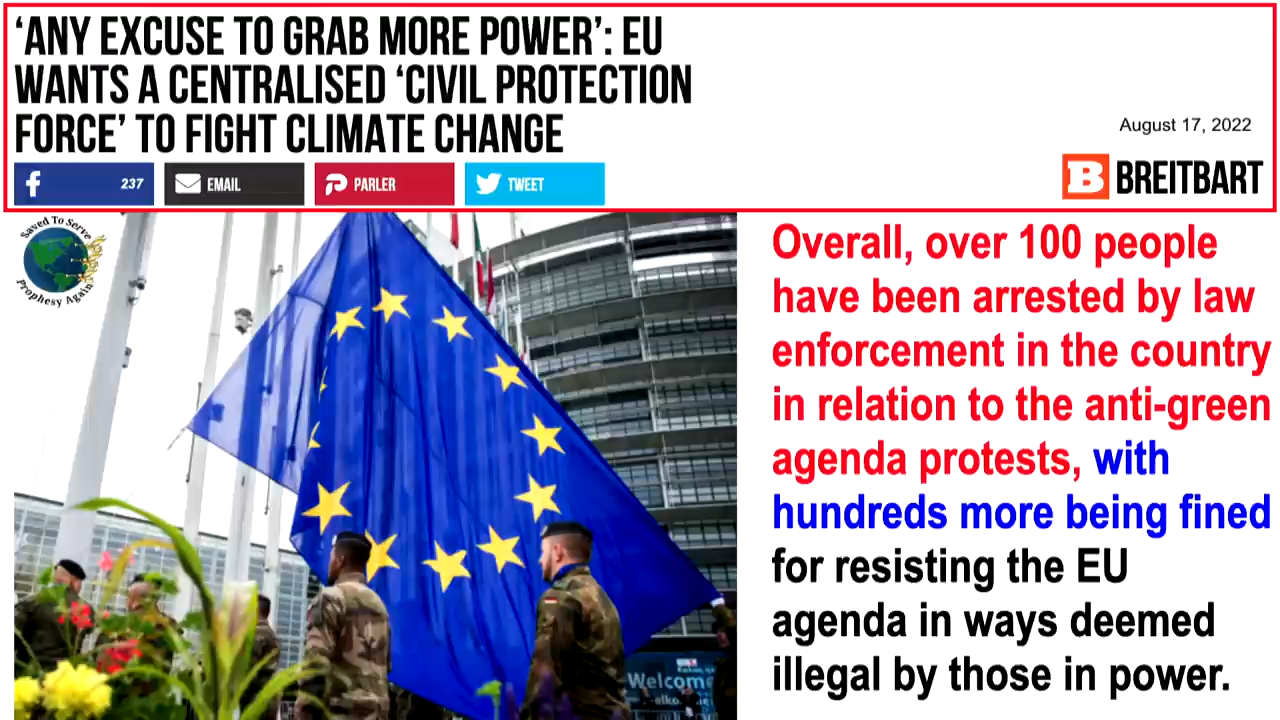 ‘ANY EXCUSE TO GRAB MORE POWER’: EU
WANTS A CENTRALISED ‘CIVIL PROTECTION
FORCE’ TO FIGHT CLIMATE CHANGE
August 17, 2022
B BREITBART
f 237
EMAIL
PARLER
TWEET
Saved To Serve
Prophesy Again
Overall, over 100 people
have been arrested by law
enforcement in the country
in relation to the anti-green
agenda protests, with
hundreds more being fined
for resisting the EU
agenda in ways deemed
illegal by those in power.
Welcome